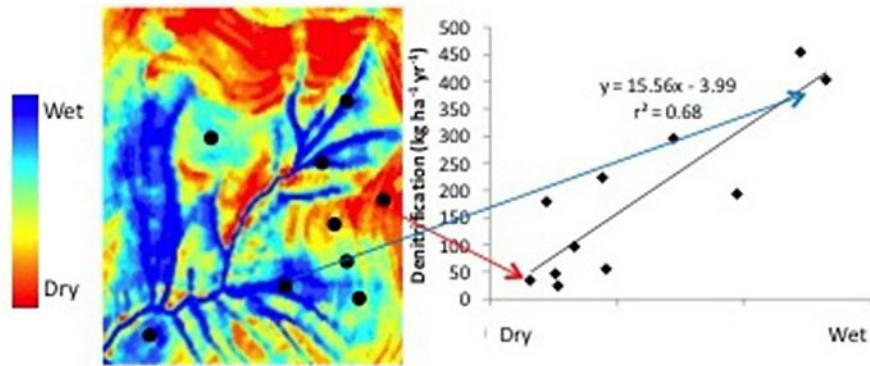 Wet
Dry
Denitrification (kg ha⁻¹ yr⁻¹)
500
450
400
350
300
250
200
150
100
50
0
y = 15.56x - 3.99
r² = 0.68
Dry
Wet